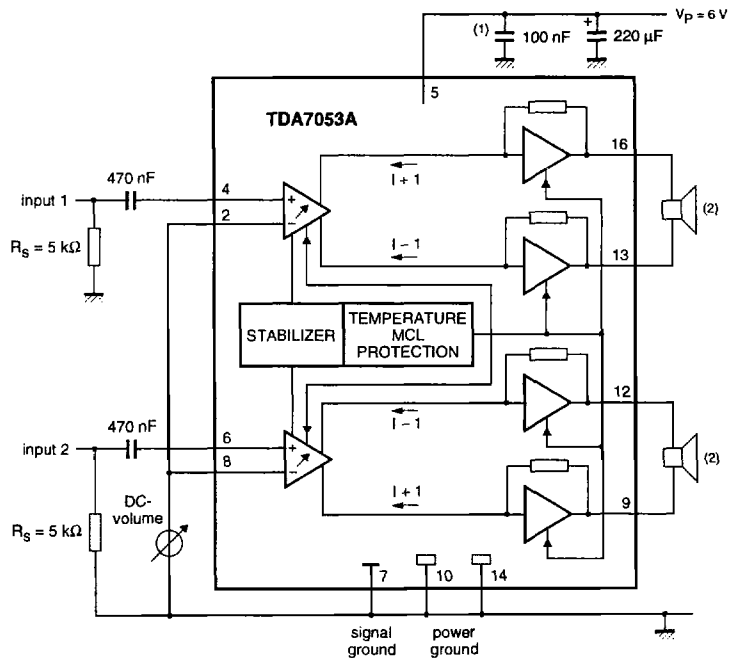 V_P = 6 V
(1)
100 nF
+
220 µF
5
TDA7053A
16
470 nF
4
I + 1
input 1
+
2
−
(2)
R_S = 5 kΩ
I − 1
13
STABILIZER
TEMPERATURE
MCL
PROTECTION
12
470 nF
6
I − 1
input 2
+
8
−
(2)
DC-
volume
I + 1
9
R_S = 5 kΩ
7
10
14
signal
ground
power
ground